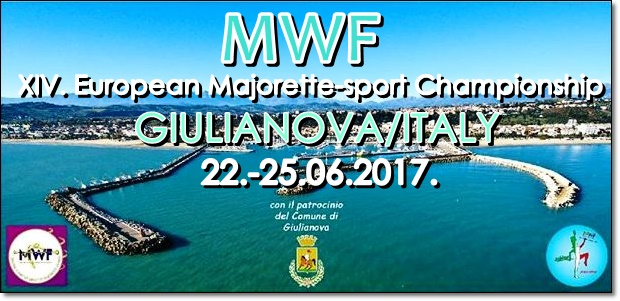 MWF
XIV. European Majorette-sport Championship
GIULIANOVA/ITALY
22.-25.06.2017.
con il patrocinio
del Comune di
Giulianova
MWF
MWF